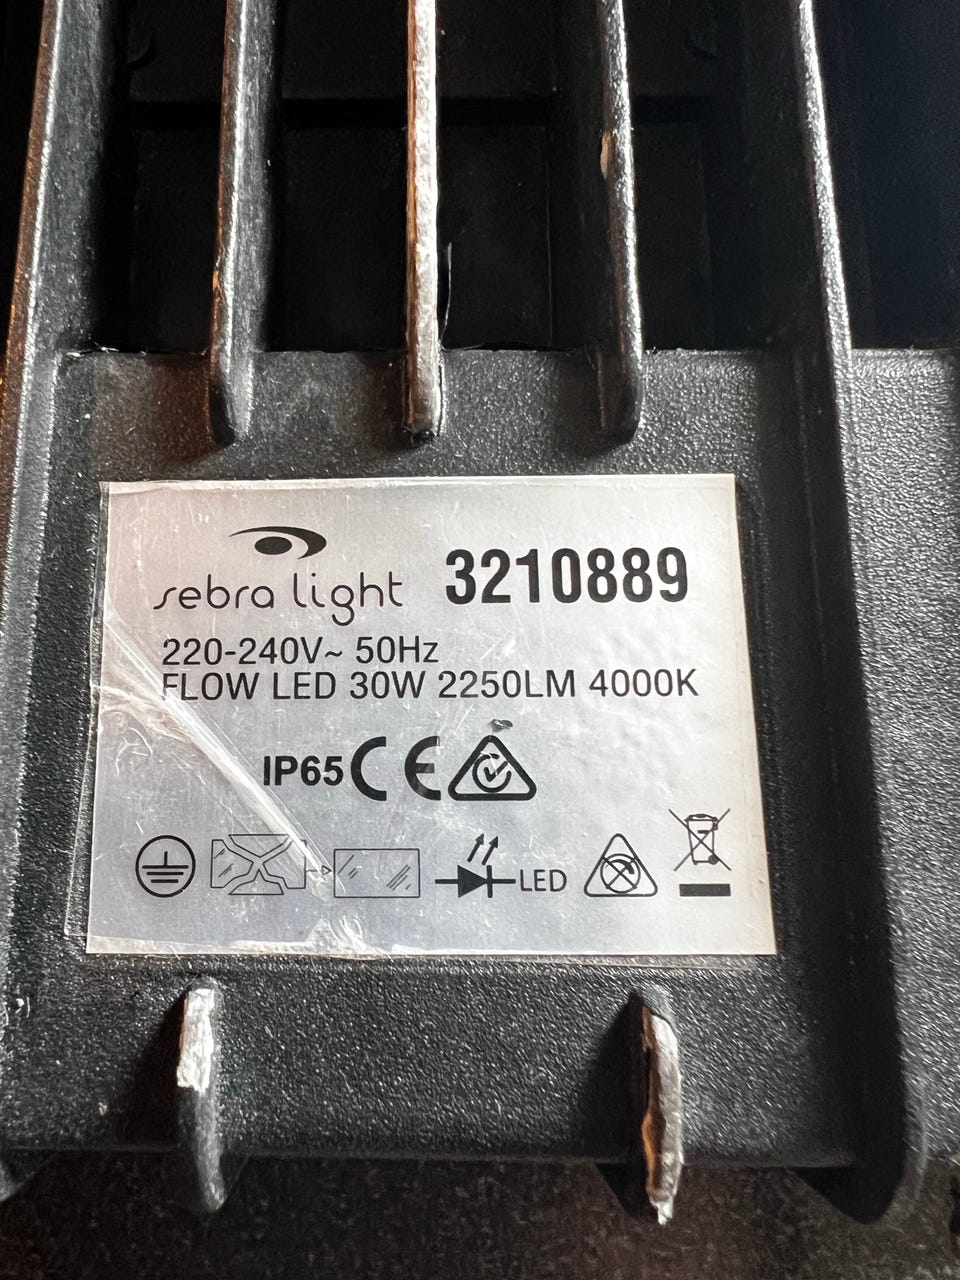 sebra light 3210889
220-240V~ 50Hz
FLOW LED 30W 2250LM 4000K
IP65 CE
LED